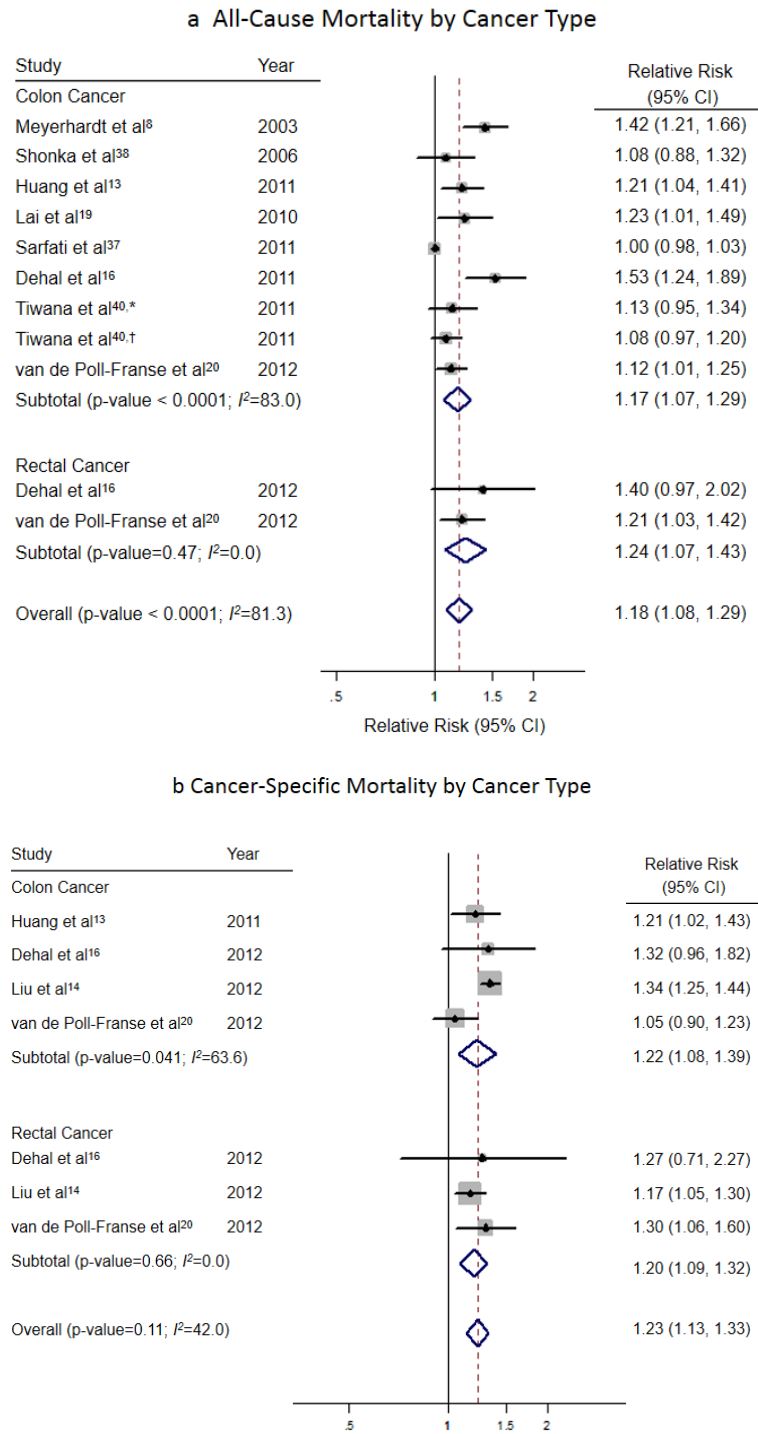 a All-Cause Mortality by Cancer Type
Study Year Relative Risk
(95% CI)
Colon Cancer
Meyerhardt et al8 2003 1.42 (1.21, 1.66)
Shonka et al38 2006 1.08 (0.88, 1.32)
Huang et al13 2011 1.21 (1.04, 1.41)
Lai et al19 2010 1.23 (1.01, 1.49)
Sarfati et al37 2011 1.00 (0.98, 1.03)
Dehal et al16 2011 1.53 (1.24, 1.89)
Tiwana et al40,* 2011 1.13 (0.95, 1.34)
Tiwana et al40,† 2011 1.08 (0.97, 1.20)
van de Poll-Franse et al20 2012 1.12 (1.01, 1.25)
Subtotal (p-value < 0.0001; I2=83.0) 1.17 (1.07, 1.29)
Rectal Cancer
Dehal et al16 2012 1.40 (0.97, 2.02)
van de Poll-Franse et al20 2012 1.21 (1.03, 1.42)
Subtotal (p-value=0.47; I2=0.0) 1.24 (1.07, 1.43)
Overall (p-value < 0.0001; I2=81.3) 1.18 (1.08, 1.29)
.5 1 1.5 2
Relative Risk (95% CI)
b Cancer-Specific Mortality by Cancer Type
Study Year Relative Risk
(95% CI)
Colon Cancer
Huang et al13 2011 1.21 (1.02, 1.43)
Dehal et al16 2012 1.32 (0.96, 1.82)
Liu et al14 2012 1.34 (1.25, 1.44)
van de Poll-Franse et al20 2012 1.05 (0.90, 1.23)
Subtotal (p-value=0.041; I2=63.6) 1.22 (1.08, 1.39)
Rectal Cancer
Dehal et al16 2012 1.27 (0.71, 2.27)
Liu et al14 2012 1.17 (1.05, 1.30)
van de Poll-Franse et al20 2012 1.30 (1.06, 1.60)
Subtotal (p-value=0.66; I2=0.0) 1.20 (1.09, 1.32)
Overall (p-value=0.11; I2=42.0) 1.23 (1.13, 1.33)
.5 1 1.5 2